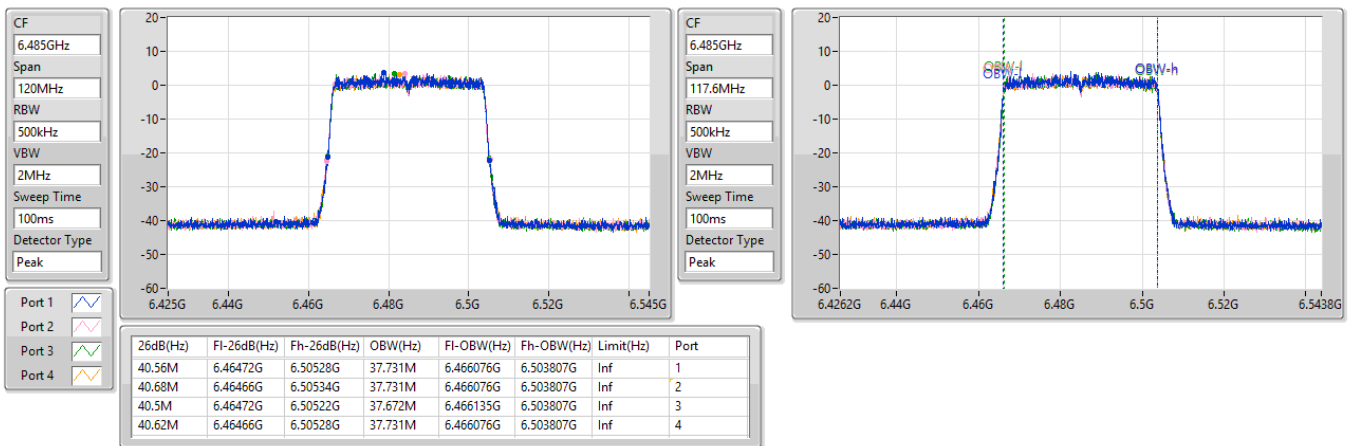 CF
6.485GHz
Span
120MHz
RBW
500kHz
VBW
2MHz
Sweep Time
100ms
Detector Type
Peak
20
10
0
-10
-20
-30
-40
-50
-60
6.425G 6.44G 6.46G 6.48G 6.5G 6.52G 6.545G
CF
6.485GHz
Span
117.6MHz
RBW
500kHz
VBW
2MHz
Sweep Time
100ms
Detector Type
Peak
20
10
0
-10
-20
-30
-40
-50
-60
OBW-l
OBW-h
6.4262G 6.44G 6.46G 6.48G 6.5G 6.52G 6.5438G
Port 1
Port 2
Port 3
Port 4
26dB(Hz) Fl-26dB(Hz) Fh-26dB(Hz) OBW(Hz) Fl-OBW(Hz) Fh-OBW(Hz) Limit(Hz) Port
40.56M 6.46472G 6.50528G 37.731M 6.466076G 6.503807G Inf 1
40.68M 6.46466G 6.50534G 37.731M 6.466076G 6.503807G Inf 2
40.5M 6.46472G 6.50522G 37.672M 6.466135G 6.503807G Inf 3
40.62M 6.46466G 6.50528G 37.731M 6.466076G 6.503807G Inf 4